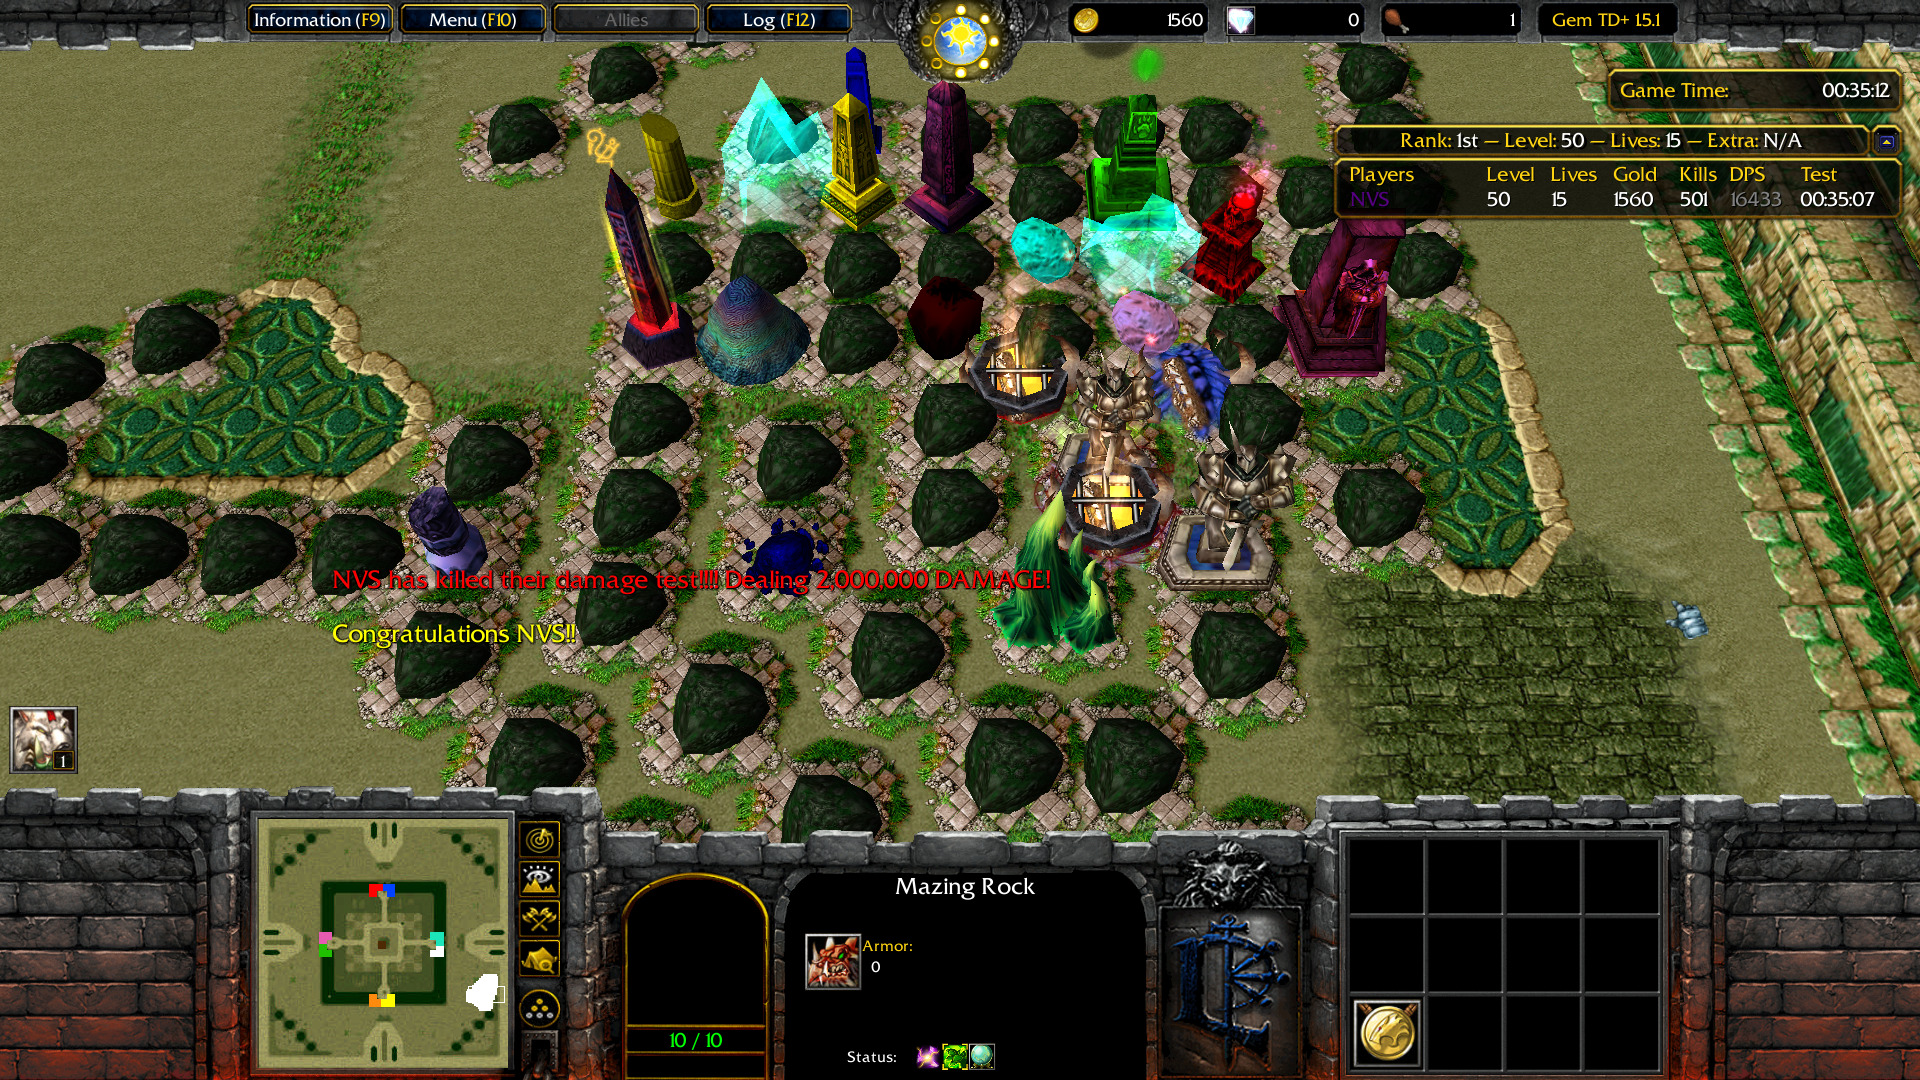 Information (F9) Menu (F10) Allies Log (F12) 1560 0 1 Gem TD+ 15.1
Game Time: 00:35:12
Rank: 1st — Level: 50 — Lives: 15 — Extra: N/A
Players Level Lives Gold Kills DPS Test
NVS 50 15 1560 501 16433 00:35:07
NVS has killed their damage test!!!! Dealing 2,000,000 DAMAGE!
Congratulations NVS!!
1
Mazing Rock
Armor:
0
10 / 10
Status: